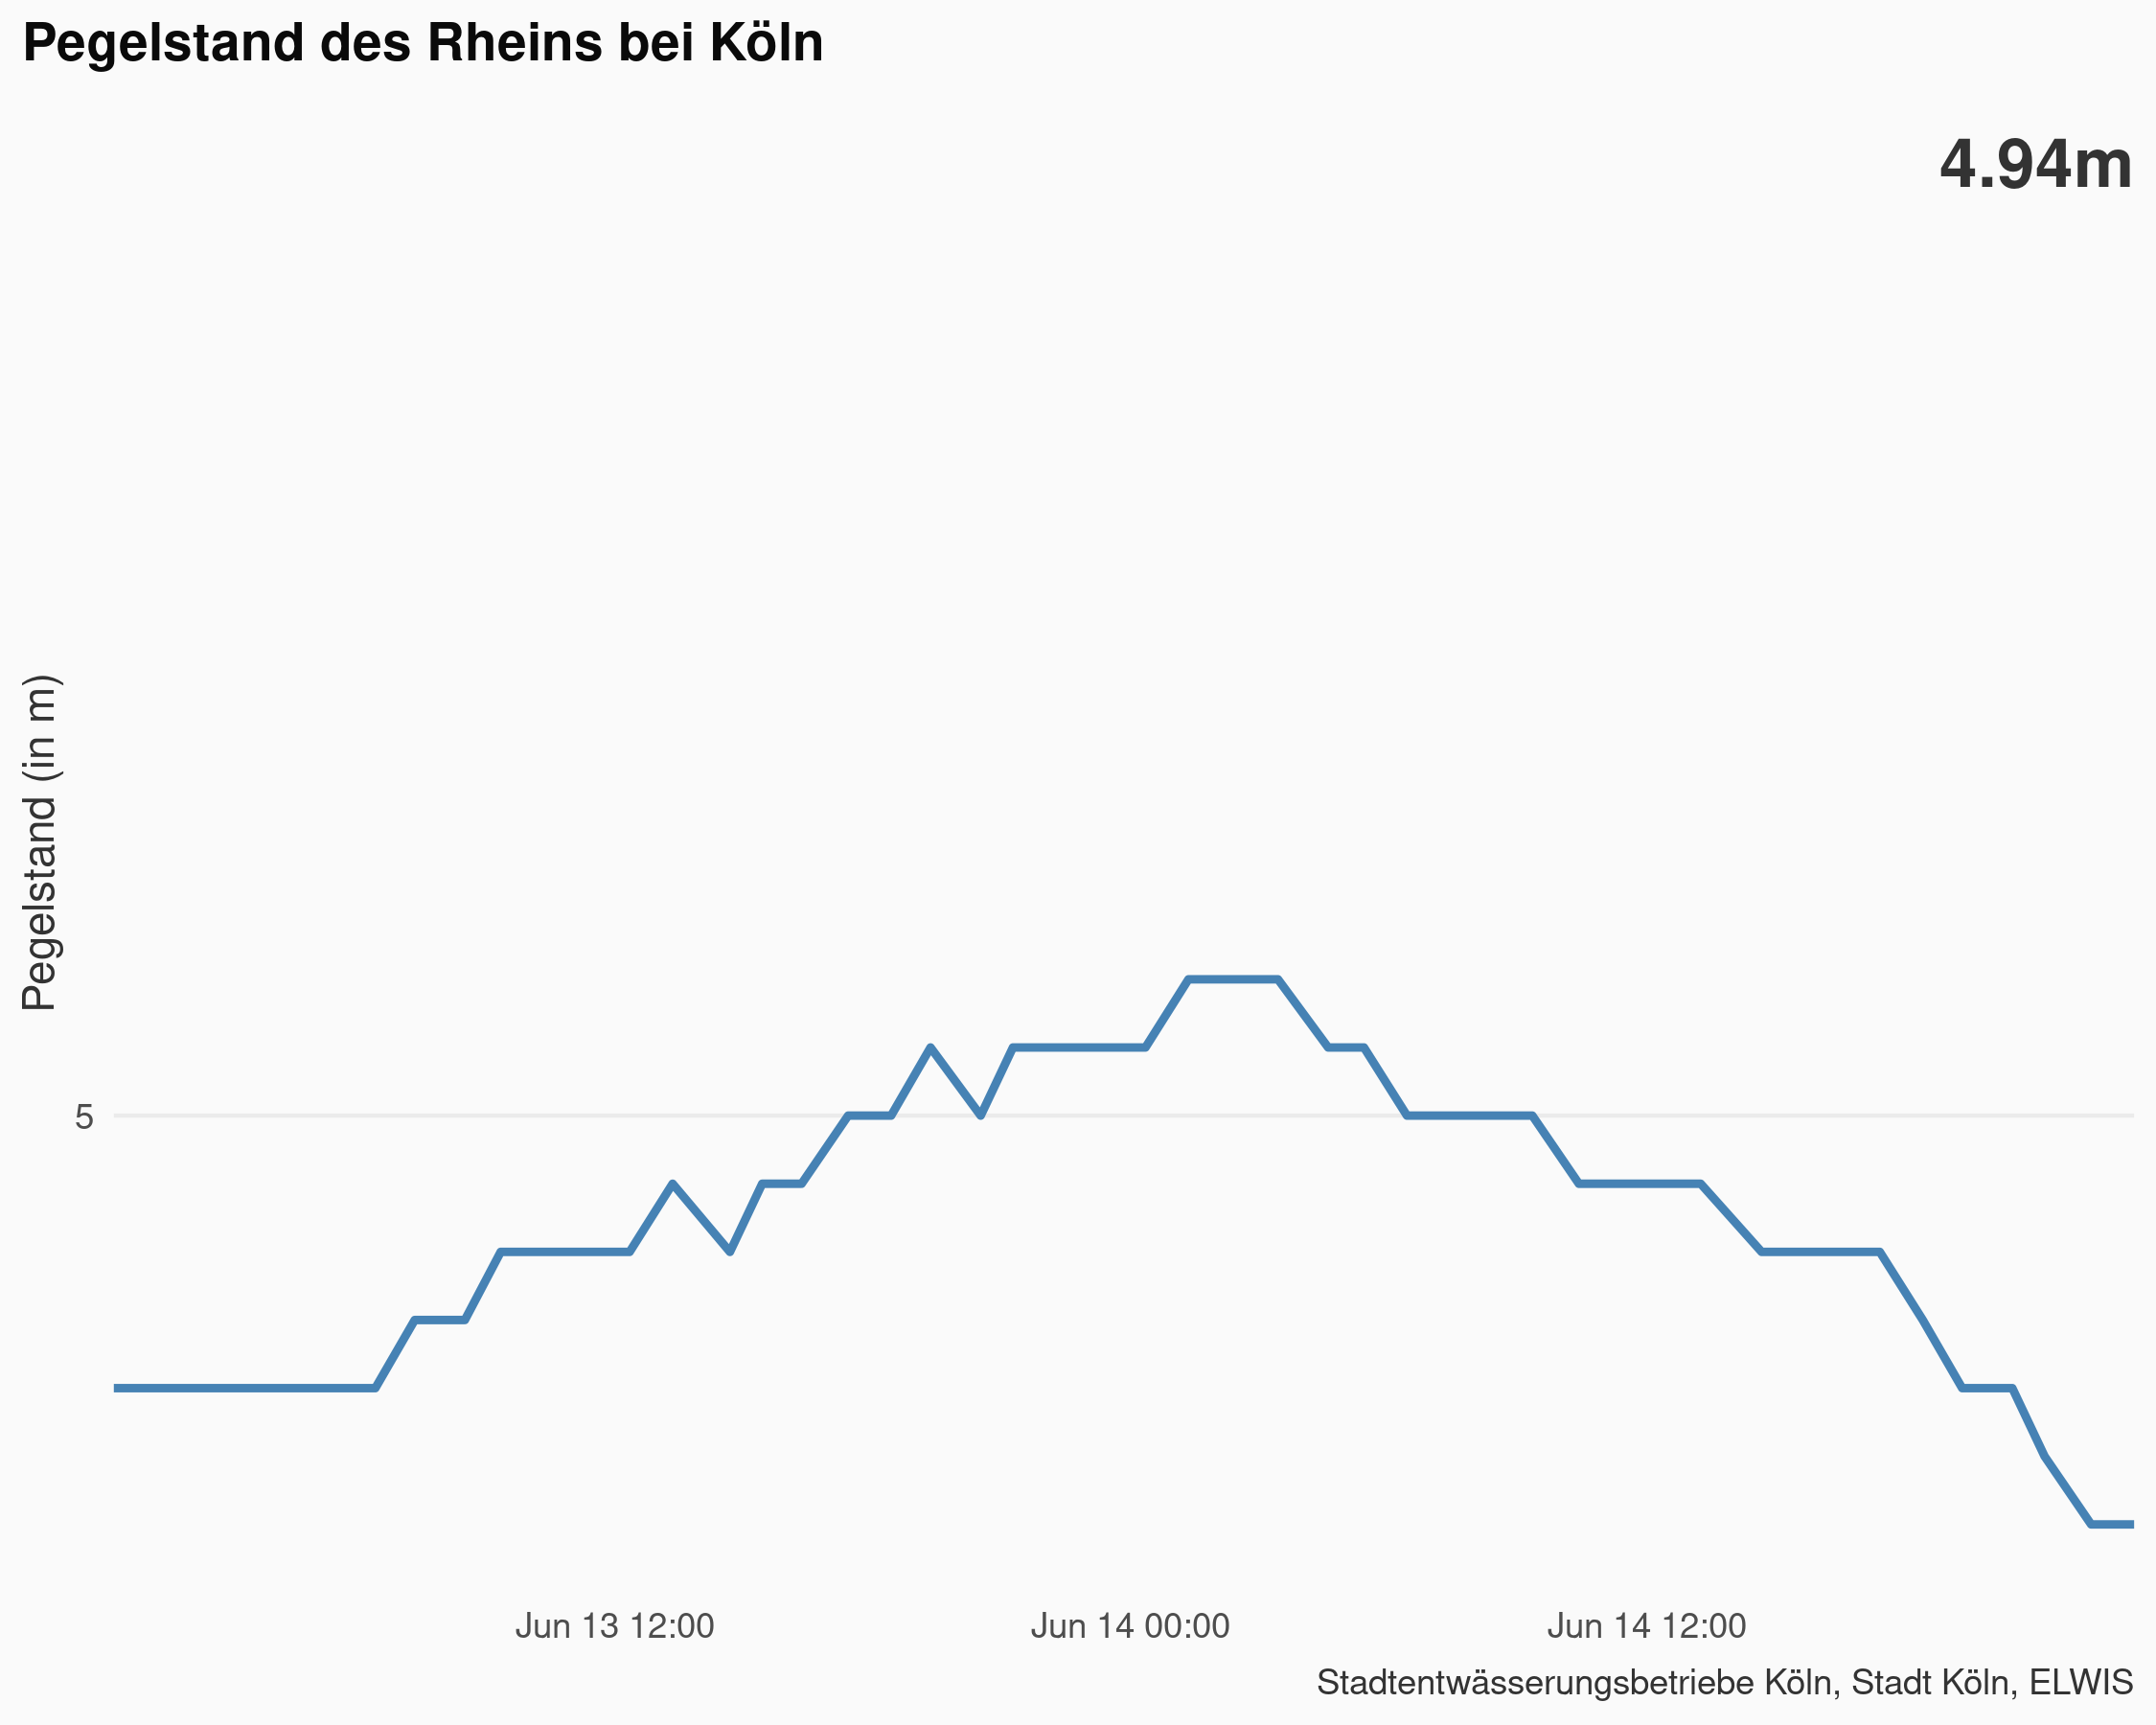 Pegelstand des Rheins bei Köln
4.94m
Pegelstand (in m)
5
Jun 13 12:00
Jun 14 00:00
Jun 14 12:00
Stadtentwässerungsbetriebe Köln, Stadt Köln, ELWIS